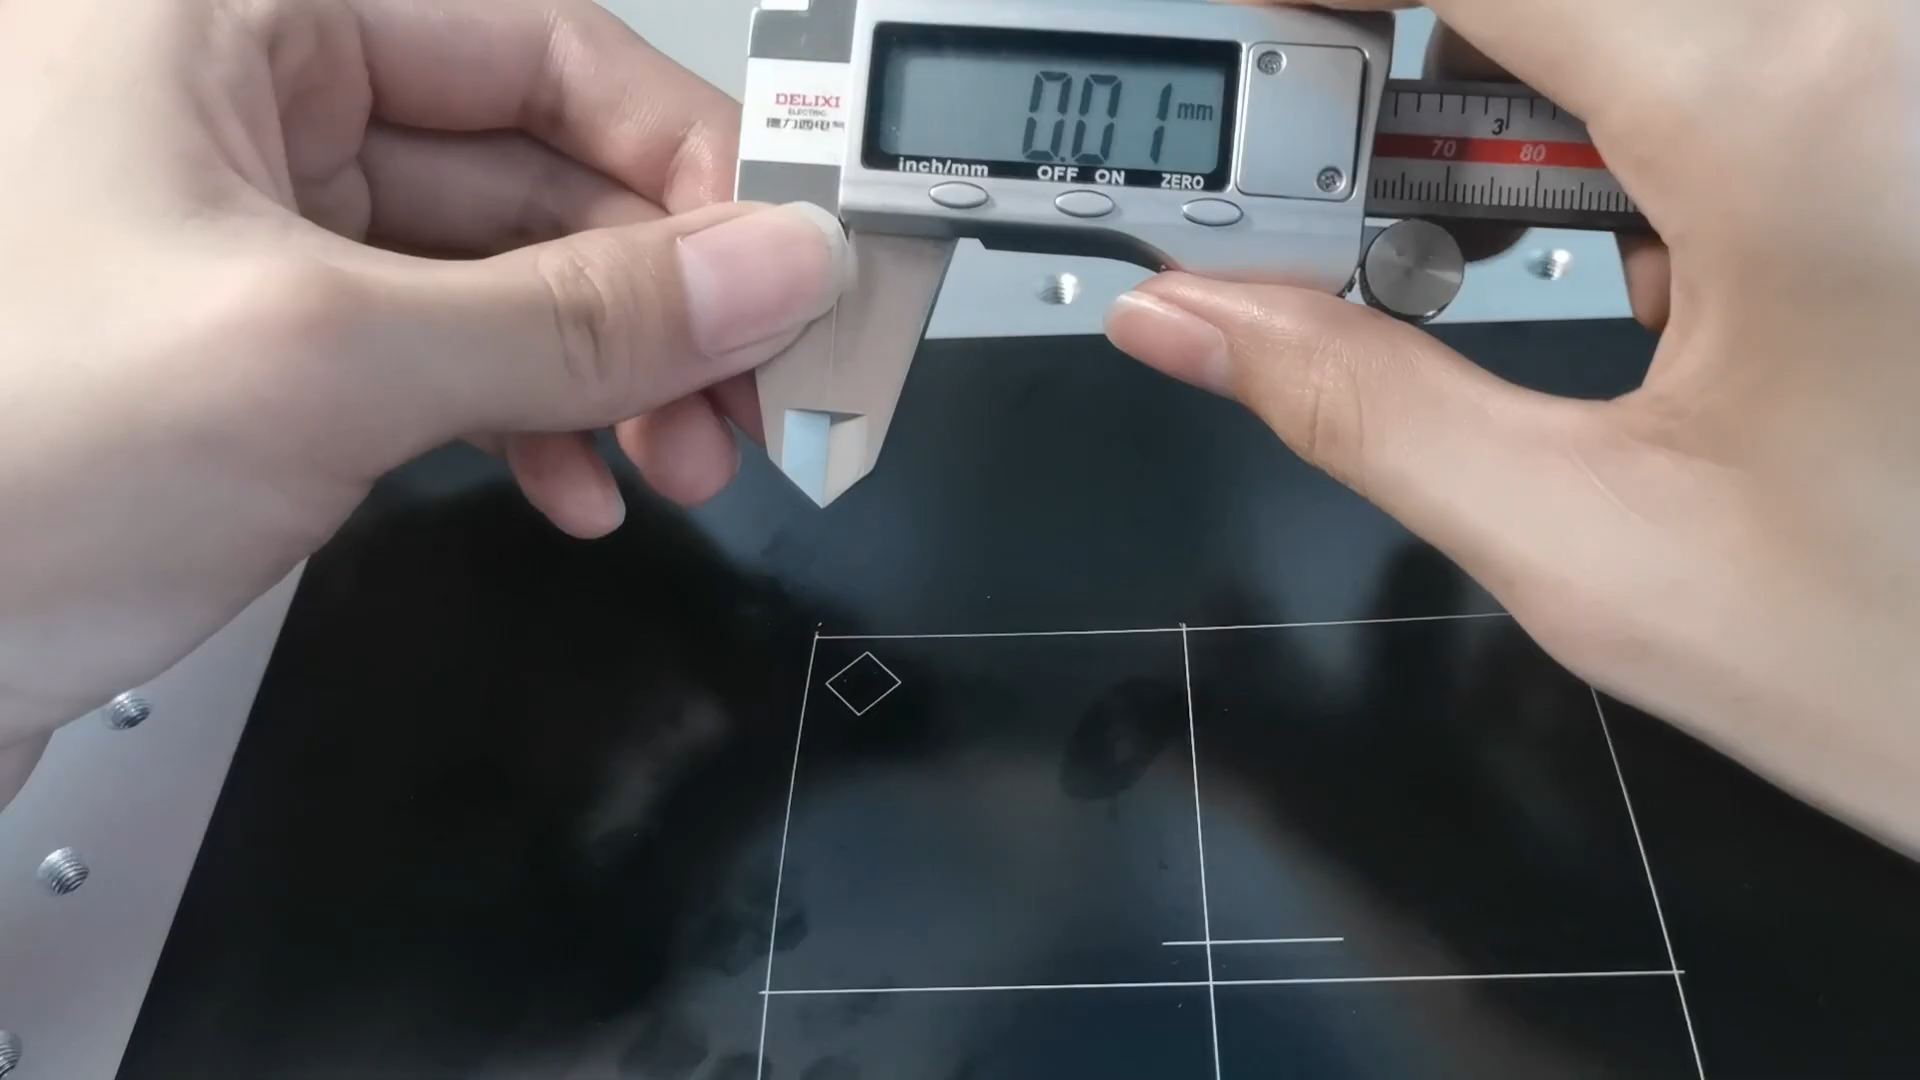 DELIXI
ELECTRIC
德力西电气
0.01 mm
inch/mm OFF ON ZERO
3
70 80